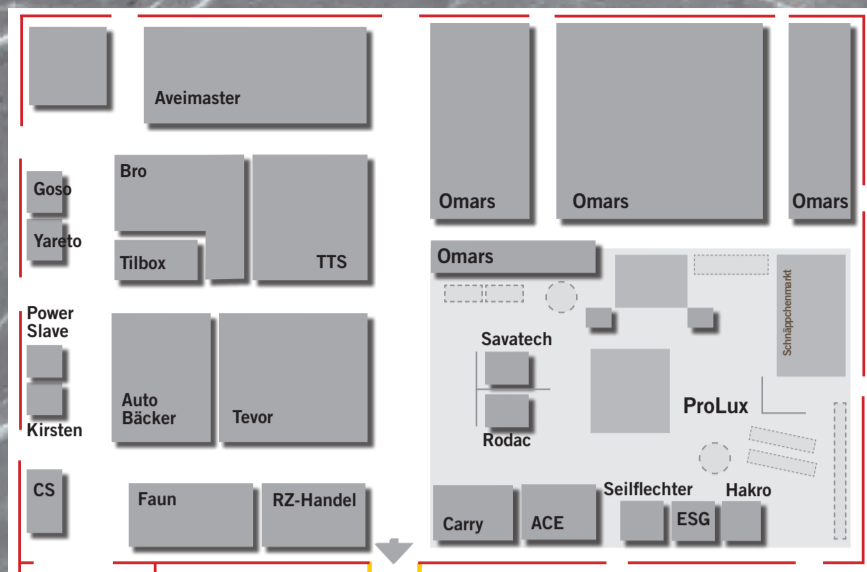 Aveimaster
Omars
Omars
Omars
Bro
Goso
Yareto
Tilbox
TTS
Omars
Schnäppchenmarkt
Power
Slave
Savatech
Auto
Bäcker
Tevor
ProLux
Kirsten
Rodac
CS
Faun
RZ-Handel
Seilflechter
Hakro
Carry
ACE
ESG